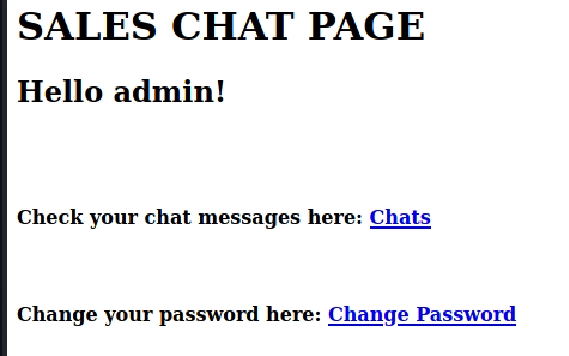 SALES CHAT PAGE
Hello admin!
Check your chat messages here: Chats
Change your password here: Change Password